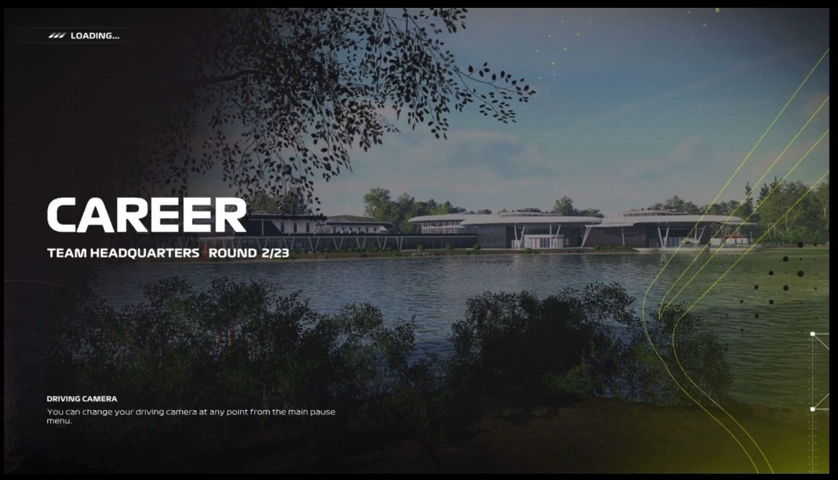 LOADING...
CAREER
TEAM HEADQUARTERS ROUND 2/23
DRIVING CAMERA
You can change your driving camera at any point from the main pause
menu.